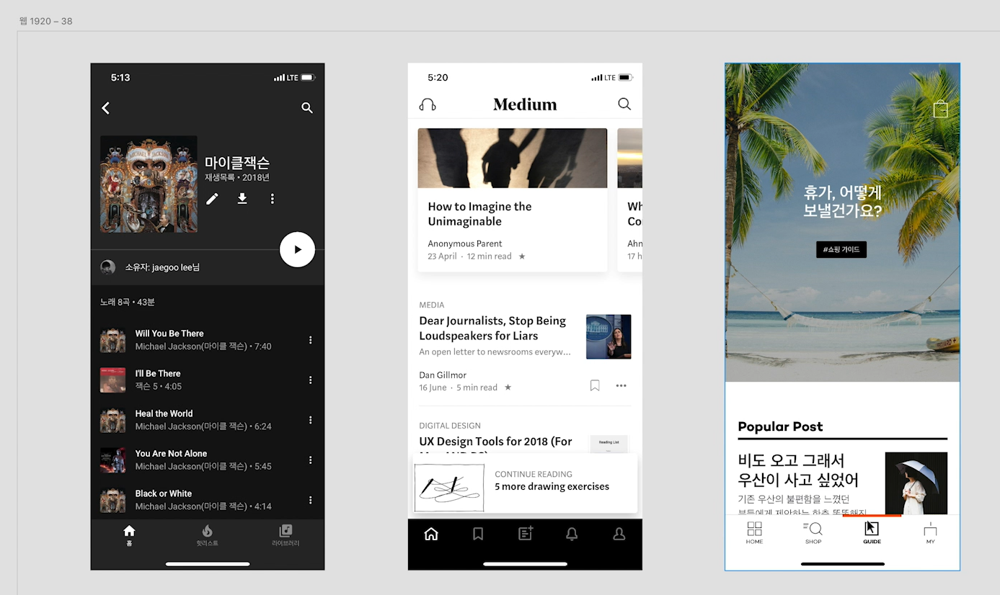 웹 1920 – 38
5:13
LTE
마이클잭슨
재생목록 • 2018년
소유자: jaegoo lee님
노래 8곡 • 43분
Will You Be There
Michael Jackson(마이클 잭슨) • 7:40
I'll Be There
잭슨 5 • 4:05
Heal the World
Michael Jackson(마이클 잭슨) • 6:24
You Are Not Alone
Michael Jackson(마이클 잭슨) • 5:45
Black or White
Michael Jackson(마이클 잭슨) • 4:14
홈
핫리스트
라이브러리
5:20
LTE
Medium
How to Imagine the
Unimaginable
Anonymous Parent
23 April · 12 min read
Wh
Co
Ahn
17 h
MEDIA
Dear Journalists, Stop Being
Loudspeakers for Liars
An open letter to newsrooms everyw...
Dan Gillmor
16 June · 5 min read
DIGITAL DESIGN
UX Design Tools for 2018 (For
Reading List
CONTINUE READING
5 more drawing exercises
휴가, 어떻게
보낼건가요?
#쇼핑 가이드
Popular Post
비도 오고 그래서
우산이 사고 싶었어
기존 우산의 불편함을 느꼈던
HOME
SHOP
GUIDE
MY